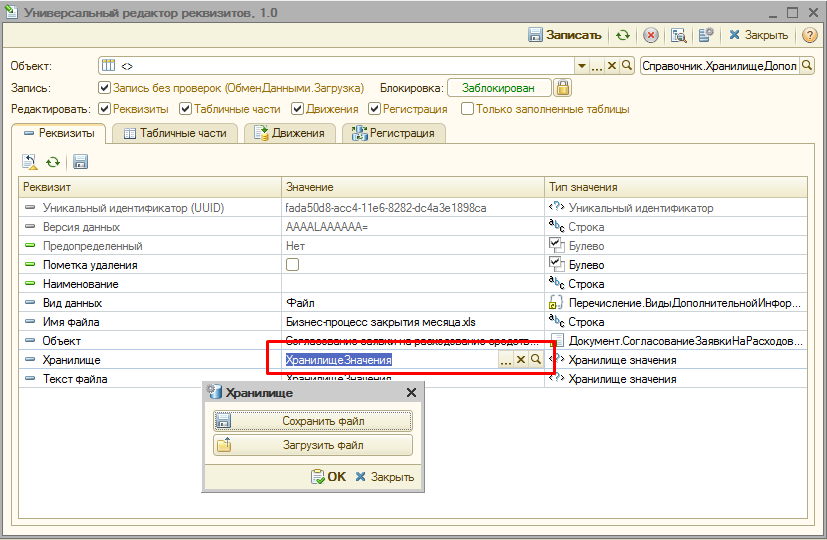 Универсальный редактор реквизитов, 1.0
Записать Закрыть
Объект: <> ... Справочник.ХранилищеДопол
Запись: Запись без проверок (ОбменДанными.Загрузка) Блокировка: Заблокирован
Редактировать: Реквизиты Табличные части Движения Регистрация Только заполненные таблицы
Реквизиты Табличные части Движения Регистрация
Реквизит Значение Тип значения
Уникальный идентификатор (UUID) fada50d8-acc4-11e6-8282-dc4a3e1898ca Уникальный идентификатор
Версия данных AAAALAAAAAA= Строка
Предопределенный Нет Булево
Пометка удаления Булево
Наименование Строка
Вид данных Файл Перечисление.ВидыДополнительнойИнфор...
Имя файла Бизнес-процесс закрытия месяца.xls Строка
Объект Согласование заявки на расходование средств... Документ.СогласованиеЗаявкиНаРасходов...
Хранилище ХранилищеЗначения ... Хранилище значения
Текст файла ХранилищеЗначения Хранилище значения
Хранилище
Сохранить файл
Загрузить файл
OK Закрыть